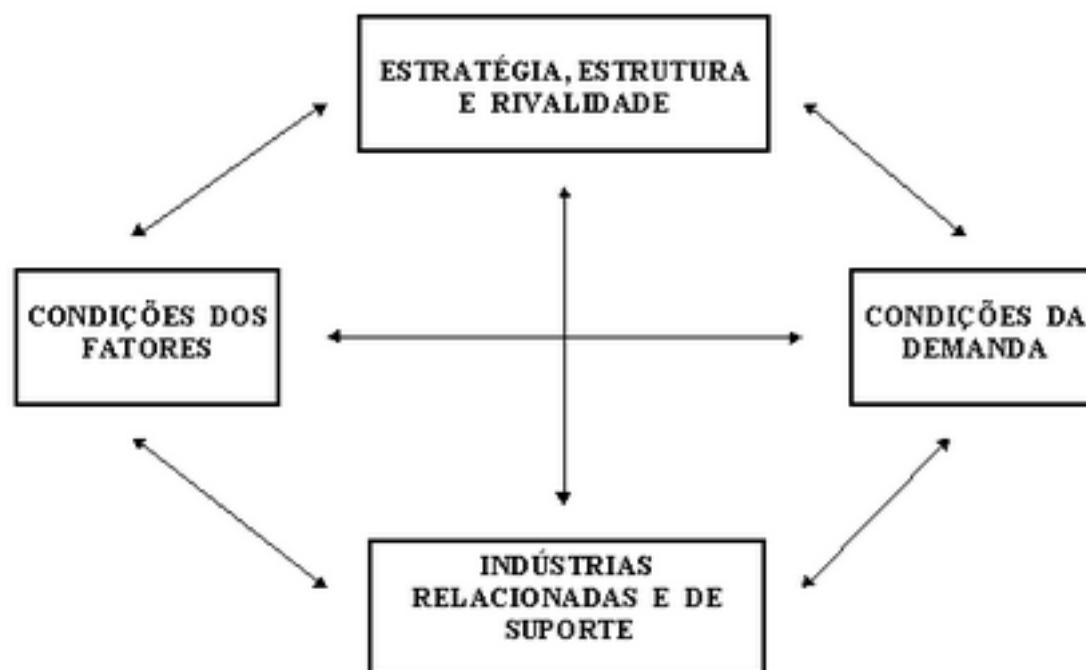 ESTRATÉGIA, ESTRUTURA
E RIVALIDADE
CONDIÇÕES DOS
FATORES
CONDIÇÕES DA
DEMANDA
INDÚSTRIAS
RELACIONADAS E DE
SUPORTE